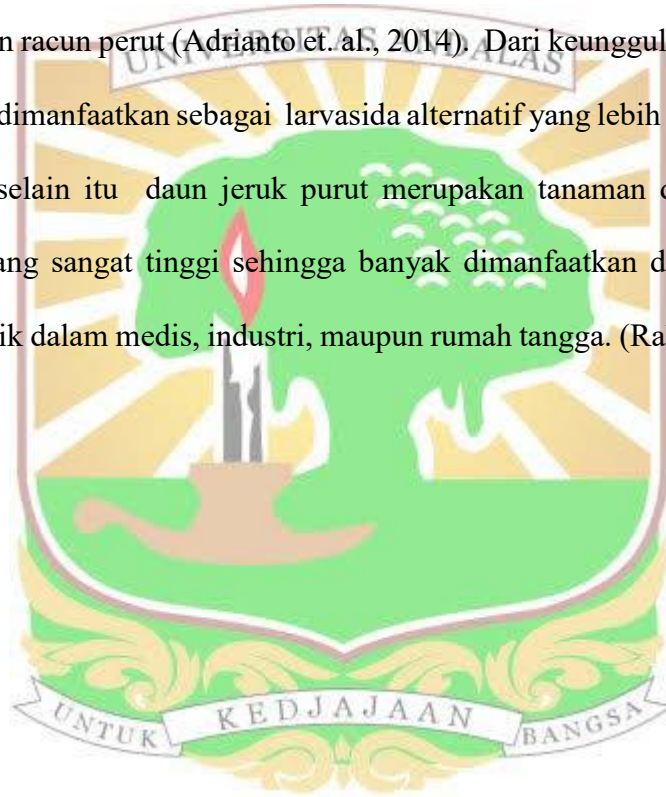 n racun perut (Adrianto et. al., 2014). Dari keunggul
UNIVERSITAS ANDALAS
dimanfaatkan sebagai larvasida alternatif yang lebih
selain itu daun jeruk purut merupakan tanaman d
ang sangat tinggi sehingga banyak dimanfaatkan d
ik dalam medis, industri, maupun rumah tangga. (Ra
UNTUK KEDJAJAAN BANGSA